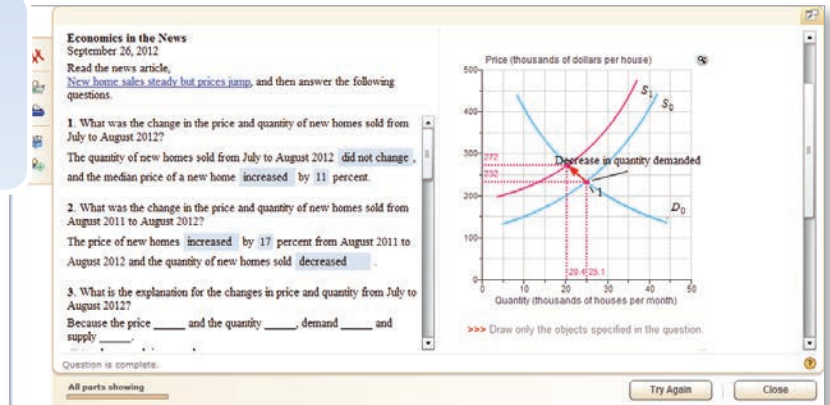 Economics in the News
September 26, 2012
Read the news article,
New home sales steady but prices jump, and then answer the following
questions.
1. What was the change in the price and quantity of new homes sold from
July to August 2012?
The quantity of new homes sold from July to August 2012 did not change ,
and the median price of a new home increased by 11 percent.
2. What was the change in the price and quantity of new homes sold from
August 2011 to August 2012?
The price of new homes increased by 17 percent from August 2011 to
August 2012 and the quantity of new homes sold decreased .
3. What is the explanation for the changes in price and quantity from July to
August 2012?
Because the price _____ and the quantity _____, demand _____ and
supply _____.
Question is complete.
All parts showing
Price (thousands of dollars per house)
500
400
300
200
100
0
272
232
S1
S0
Decrease in quantity demanded
D0
20.4 25.1
0 10 20 30 40 50
Quantity (thousands of houses per month)
>>> Draw only the objects specified in the question.
Try Again
Close